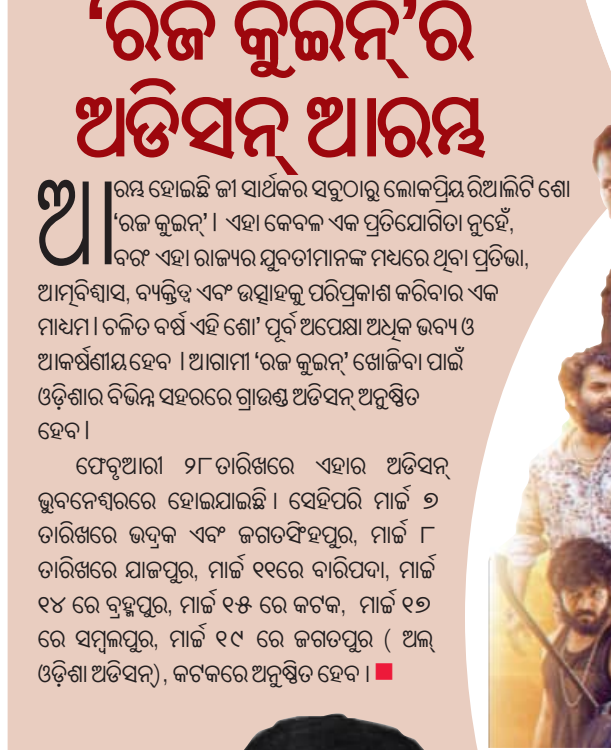 ‘ରଜ କୁଇନ୍’ର
ଅଡିସନ୍ ଆରମ୍ଭ
ଆରମ୍ଭ ହୋଇଛି ଜୀ ସାର୍ଥକର ସବୁଠାରୁ ଲୋକପ୍ରିୟ ରିଆଲିଟି ଶୋ
‘ରଜ କୁଇନ୍’ । ଏହା କେବଳ ଏକ ପ୍ରତିଯୋଗିତା ନୁହେଁ,
ବରଂ ଏହା ରାଜ୍ୟର ଯୁବତୀମାନଙ୍କ ମଧ୍ୟରେ ଥିବା ପ୍ରତିଭା,
ଆତ୍ମବିଶ୍ୱାସ, ବ୍ୟକ୍ତିତ୍ୱ ଏବଂ ଉତ୍ସାହକୁ ପରିପ୍ରକାଶ କରିବାର ଏକ
ମାଧ୍ୟମ । ଚଳିତ ବର୍ଷ ଏହି ଶୋ’ ପୂର୍ବ ଅପେକ୍ଷା ଅଧିକ ଭବ୍ୟ ଓ
ଆକର୍ଷଣୀୟ ହେବ । ଆଗାମୀ ‘ରଜ କୁଇନ୍’ ଖୋଜିବା ପାଇଁ
ଓଡ଼ିଶାର ବିଭିନ୍ନ ସହରରେ ଗ୍ରାଉଣ୍ଡ ଅଡିସନ୍ ଅନୁଷ୍ଠିତ
ହେବ ।
ଫେବୃଆରୀ ୨୮ ତାରିଖରେ ଏହାର ଅଡିସନ୍
ଭୁବନେଶ୍ୱରରେ ହୋଇଯାଇଛି । ସେହିପରି ମାର୍ଚ୍ଚ ୭
ତାରିଖରେ ଭଦ୍ରକ ଏବଂ ଜଗତସିଂହପୁର, ମାର୍ଚ୍ଚ ୮
ତାରିଖରେ ଯାଜପୁର, ମାର୍ଚ୍ଚ ୧୧ରେ ବାରିପଦା, ମାର୍ଚ୍ଚ
୧୪ ରେ ବ୍ରହ୍ମପୁର, ମାର୍ଚ୍ଚ ୧୫ ରେ କଟକ, ମାର୍ଚ୍ଚ ୧୭
ରେ ସମ୍ବଲପୁର, ମାର୍ଚ୍ଚ ୧୯ ରେ ଜଗତପୁର ( ଅଲ୍
ଓଡ଼ିଶା ଅଡିସନ୍), କଟକରେ ଅନୁଷ୍ଠିତ ହେବ ।